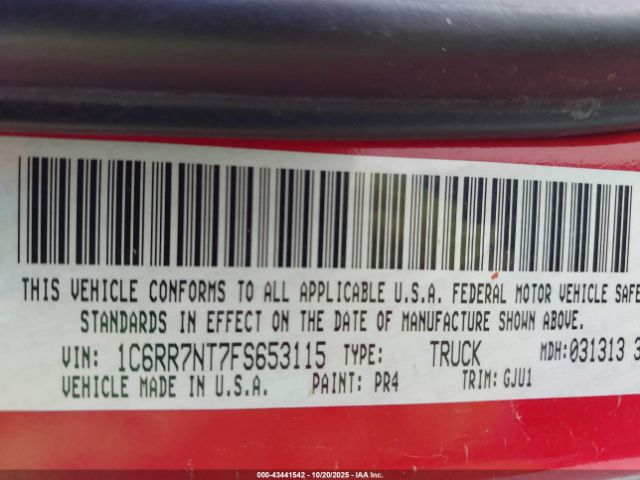 THIS VEHICLE CONFORMS TO ALL APPLICABLE U.S.A. FEDERAL MOTOR VEHICLE SAFE
STANDARDS IN EFFECT ON THE DATE OF MANUFACTURE SHOWN ABOVE.
VIN: 1C6RR7NT7FS653115 TYPE: TRUCK MDH:031313 3
VEHICLE MADE IN U.S.A. PAINT: PR4 TRIM: GJU1
000-43441542 - 10/20/2025 - IAA Inc.